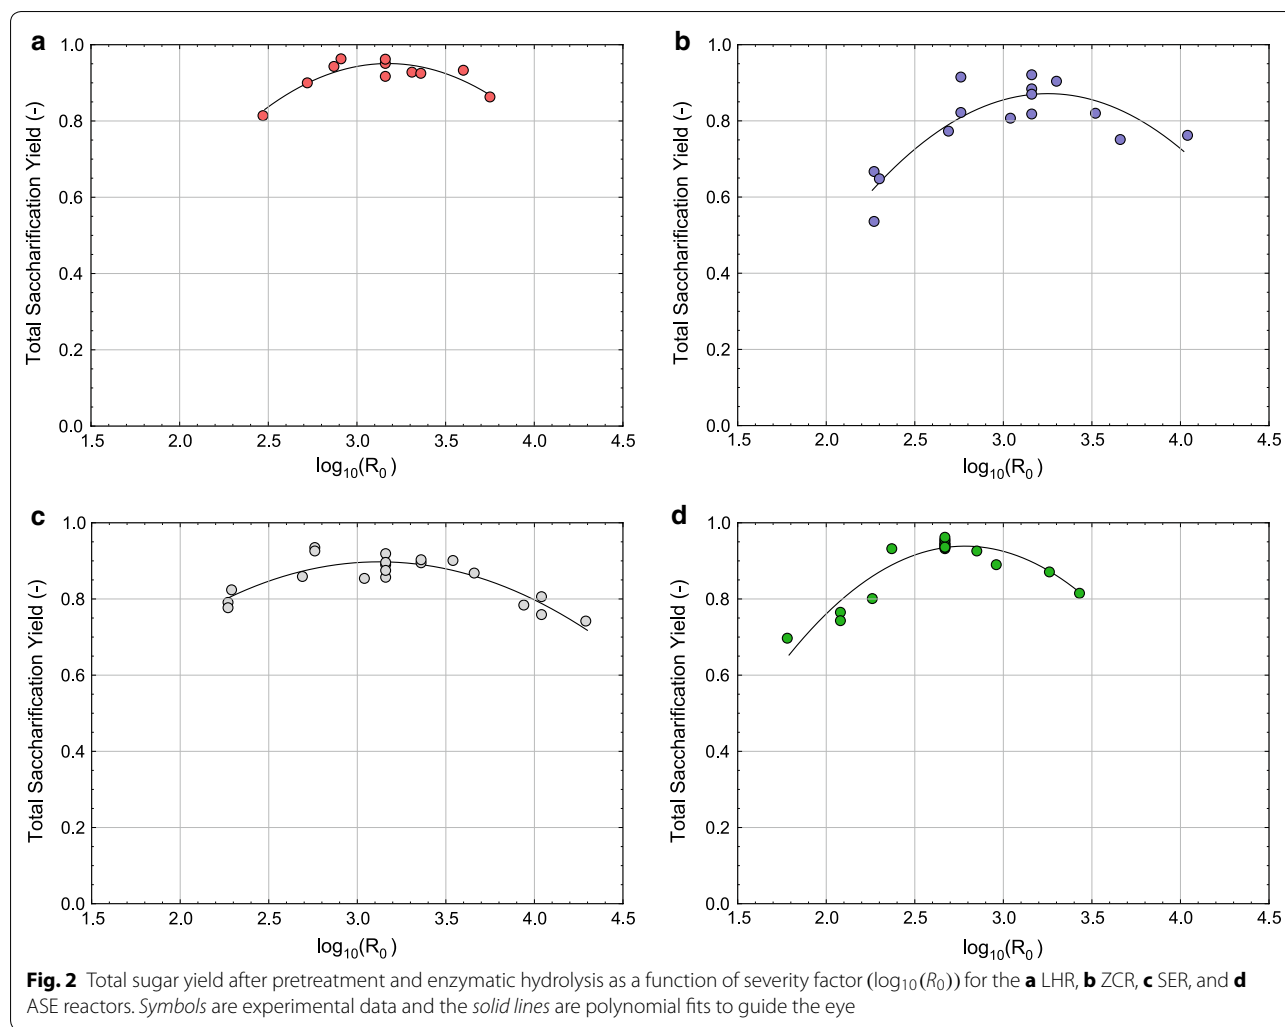 a
1.0
0.8
0.6
0.4
0.2
0.0
Total Saccharification Yield (-)
1.5 2.0 2.5 3.0 3.5 4.0 4.5
log10(R0)
b
1.0
0.8
0.6
0.4
0.2
0.0
Total Saccharification Yield (-)
1.5 2.0 2.5 3.0 3.5 4.0 4.5
log10(R0)
c
1.0
0.8
0.6
0.4
0.2
0.0
Total Saccharification Yield (-)
1.5 2.0 2.5 3.0 3.5 4.0 4.5
log10(R0)
d
1.0
0.8
0.6
0.4
0.2
0.0
Total Saccharification Yield (-)
1.5 2.0 2.5 3.0 3.5 4.0 4.5
log10(R0)
Fig. 2 Total sugar yield after pretreatment and enzymatic hydrolysis as a function of severity factor (log10(R0)) for the a LHR, b ZCR, c SER, and d
ASE reactors. Symbols are experimental data and the solid lines are polynomial fits to guide the eye